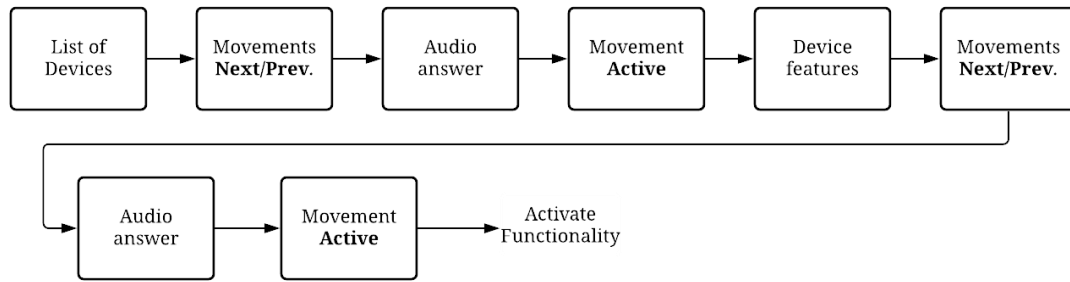 List of
Devices
Movements
Next/Prev.
Audio
answer
Movement
Active
Device
features
Movements
Next/Prev.
Audio
answer
Movement
Active
Activate
Functionality